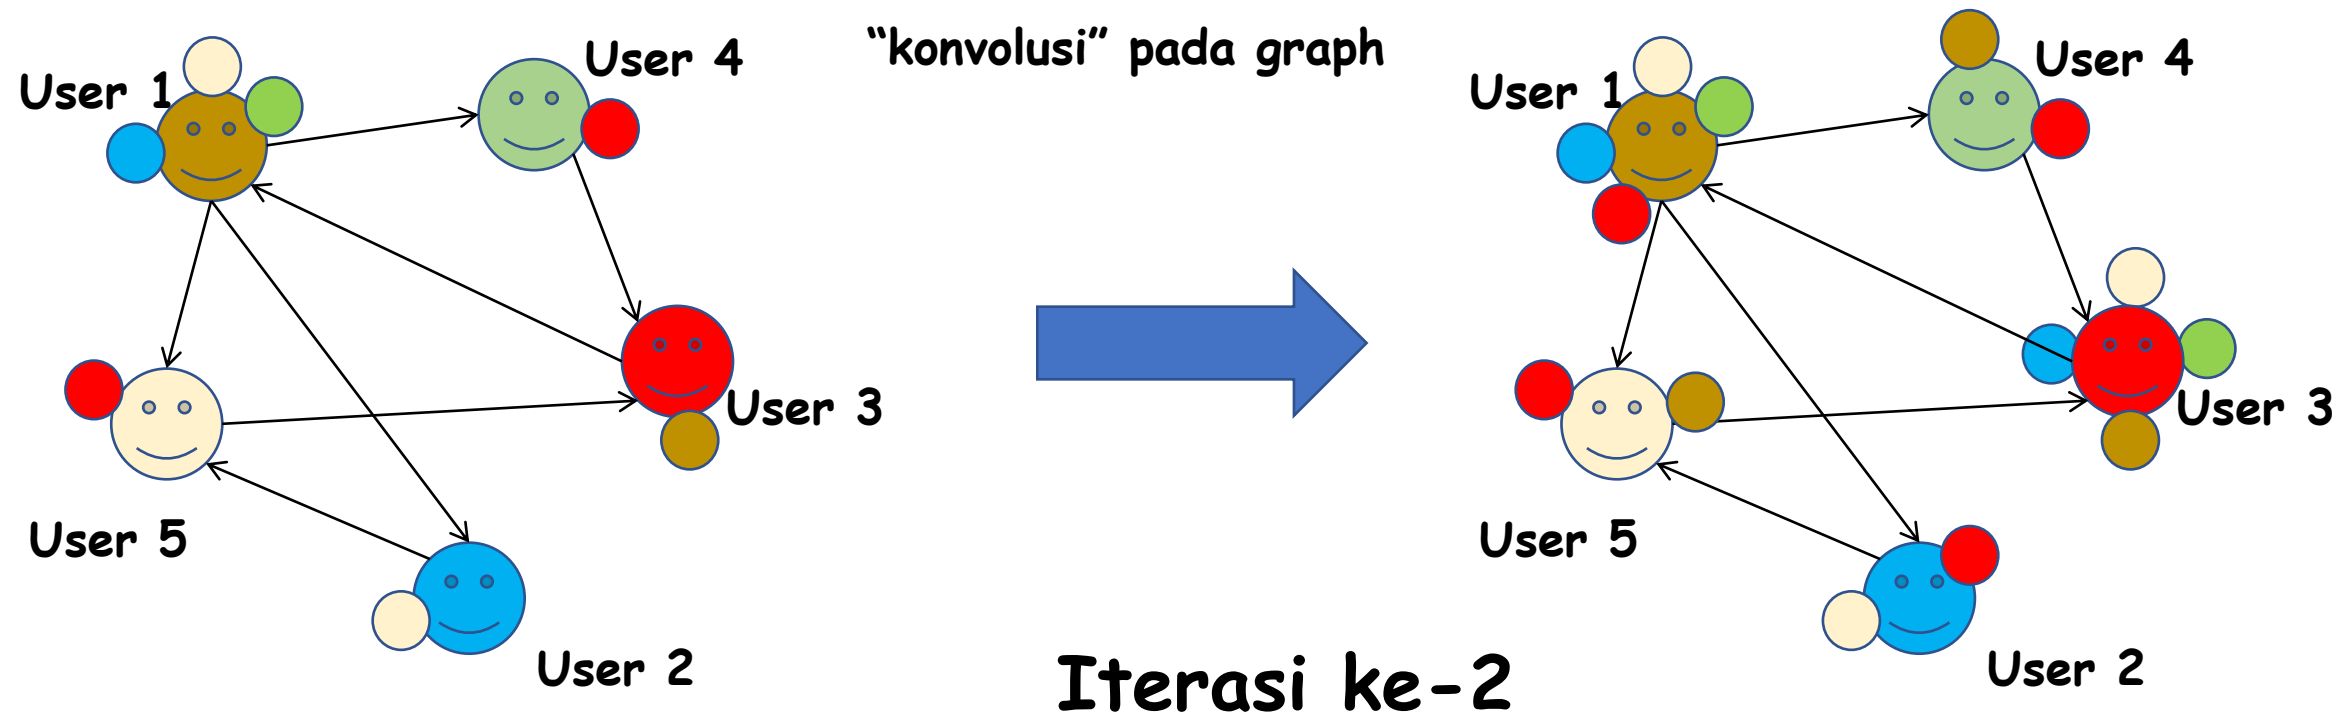 “konvolusi” pada graph
User 1
User 4
User 3
User 5
User 2
User 1
User 4
User 3
User 5
User 2
Iterasi ke-2